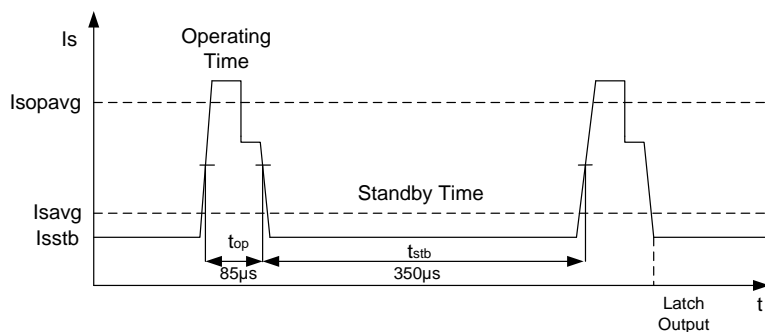 Is
Operating
Time
Isopavg
Standby Time
Isavg
Isstb
top
tstb
85µs
350µs
t
Latch
Output